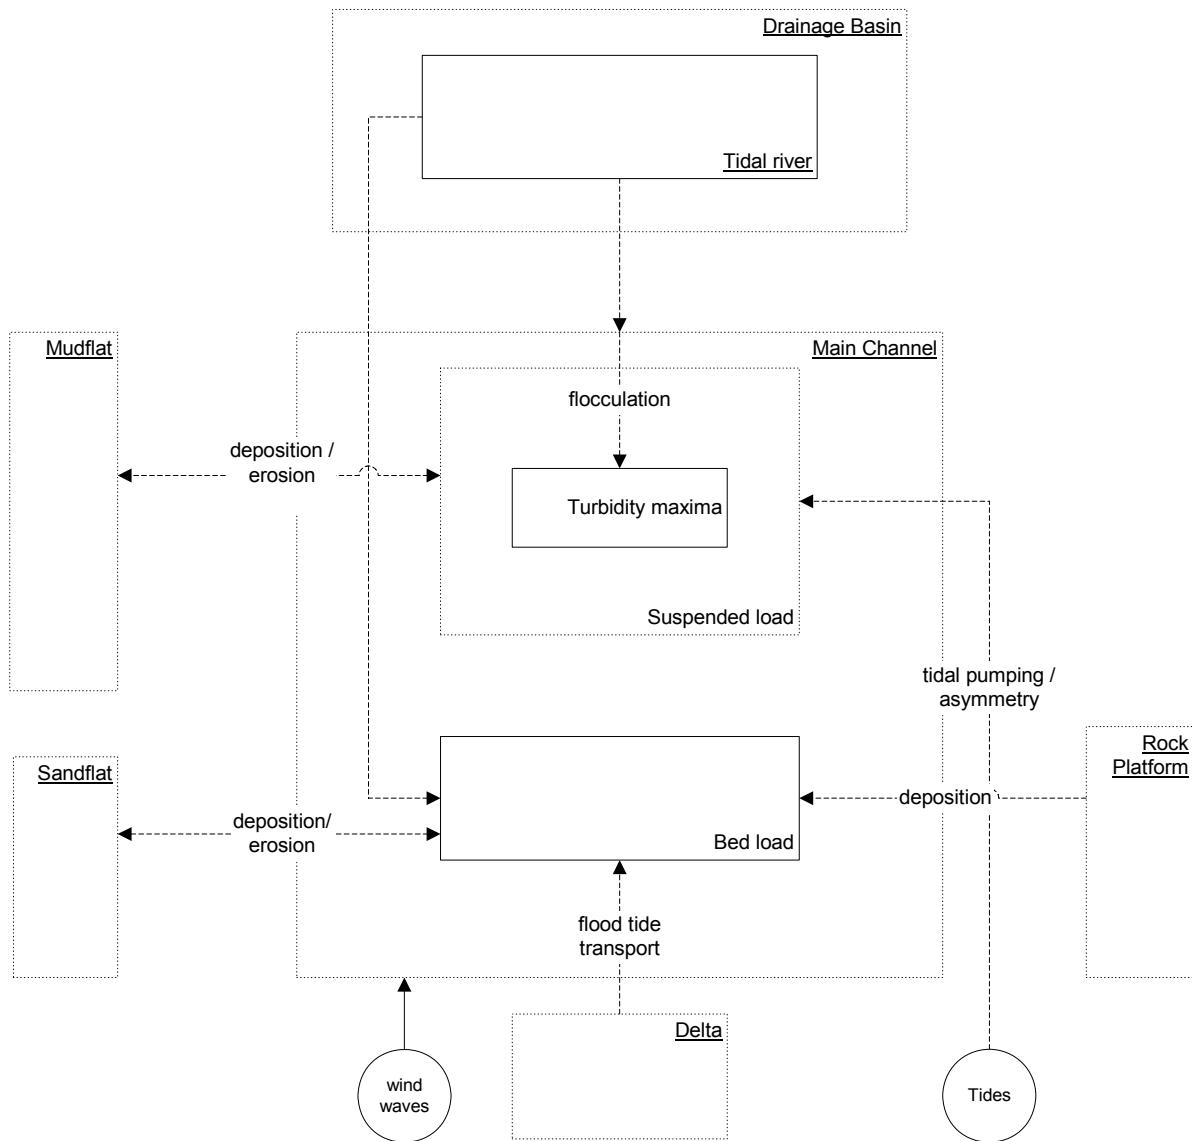 Drainage Basin
Tidal river
Mudflat
Main Channel
flocculation
deposition /
erosion
Turbidity maxima
Suspended load
tidal pumping /
asymmetry
Rock
Platform
Sandflat
deposition
deposition/
erosion
Bed load
flood tide
transport
Delta
wind
waves
Tides